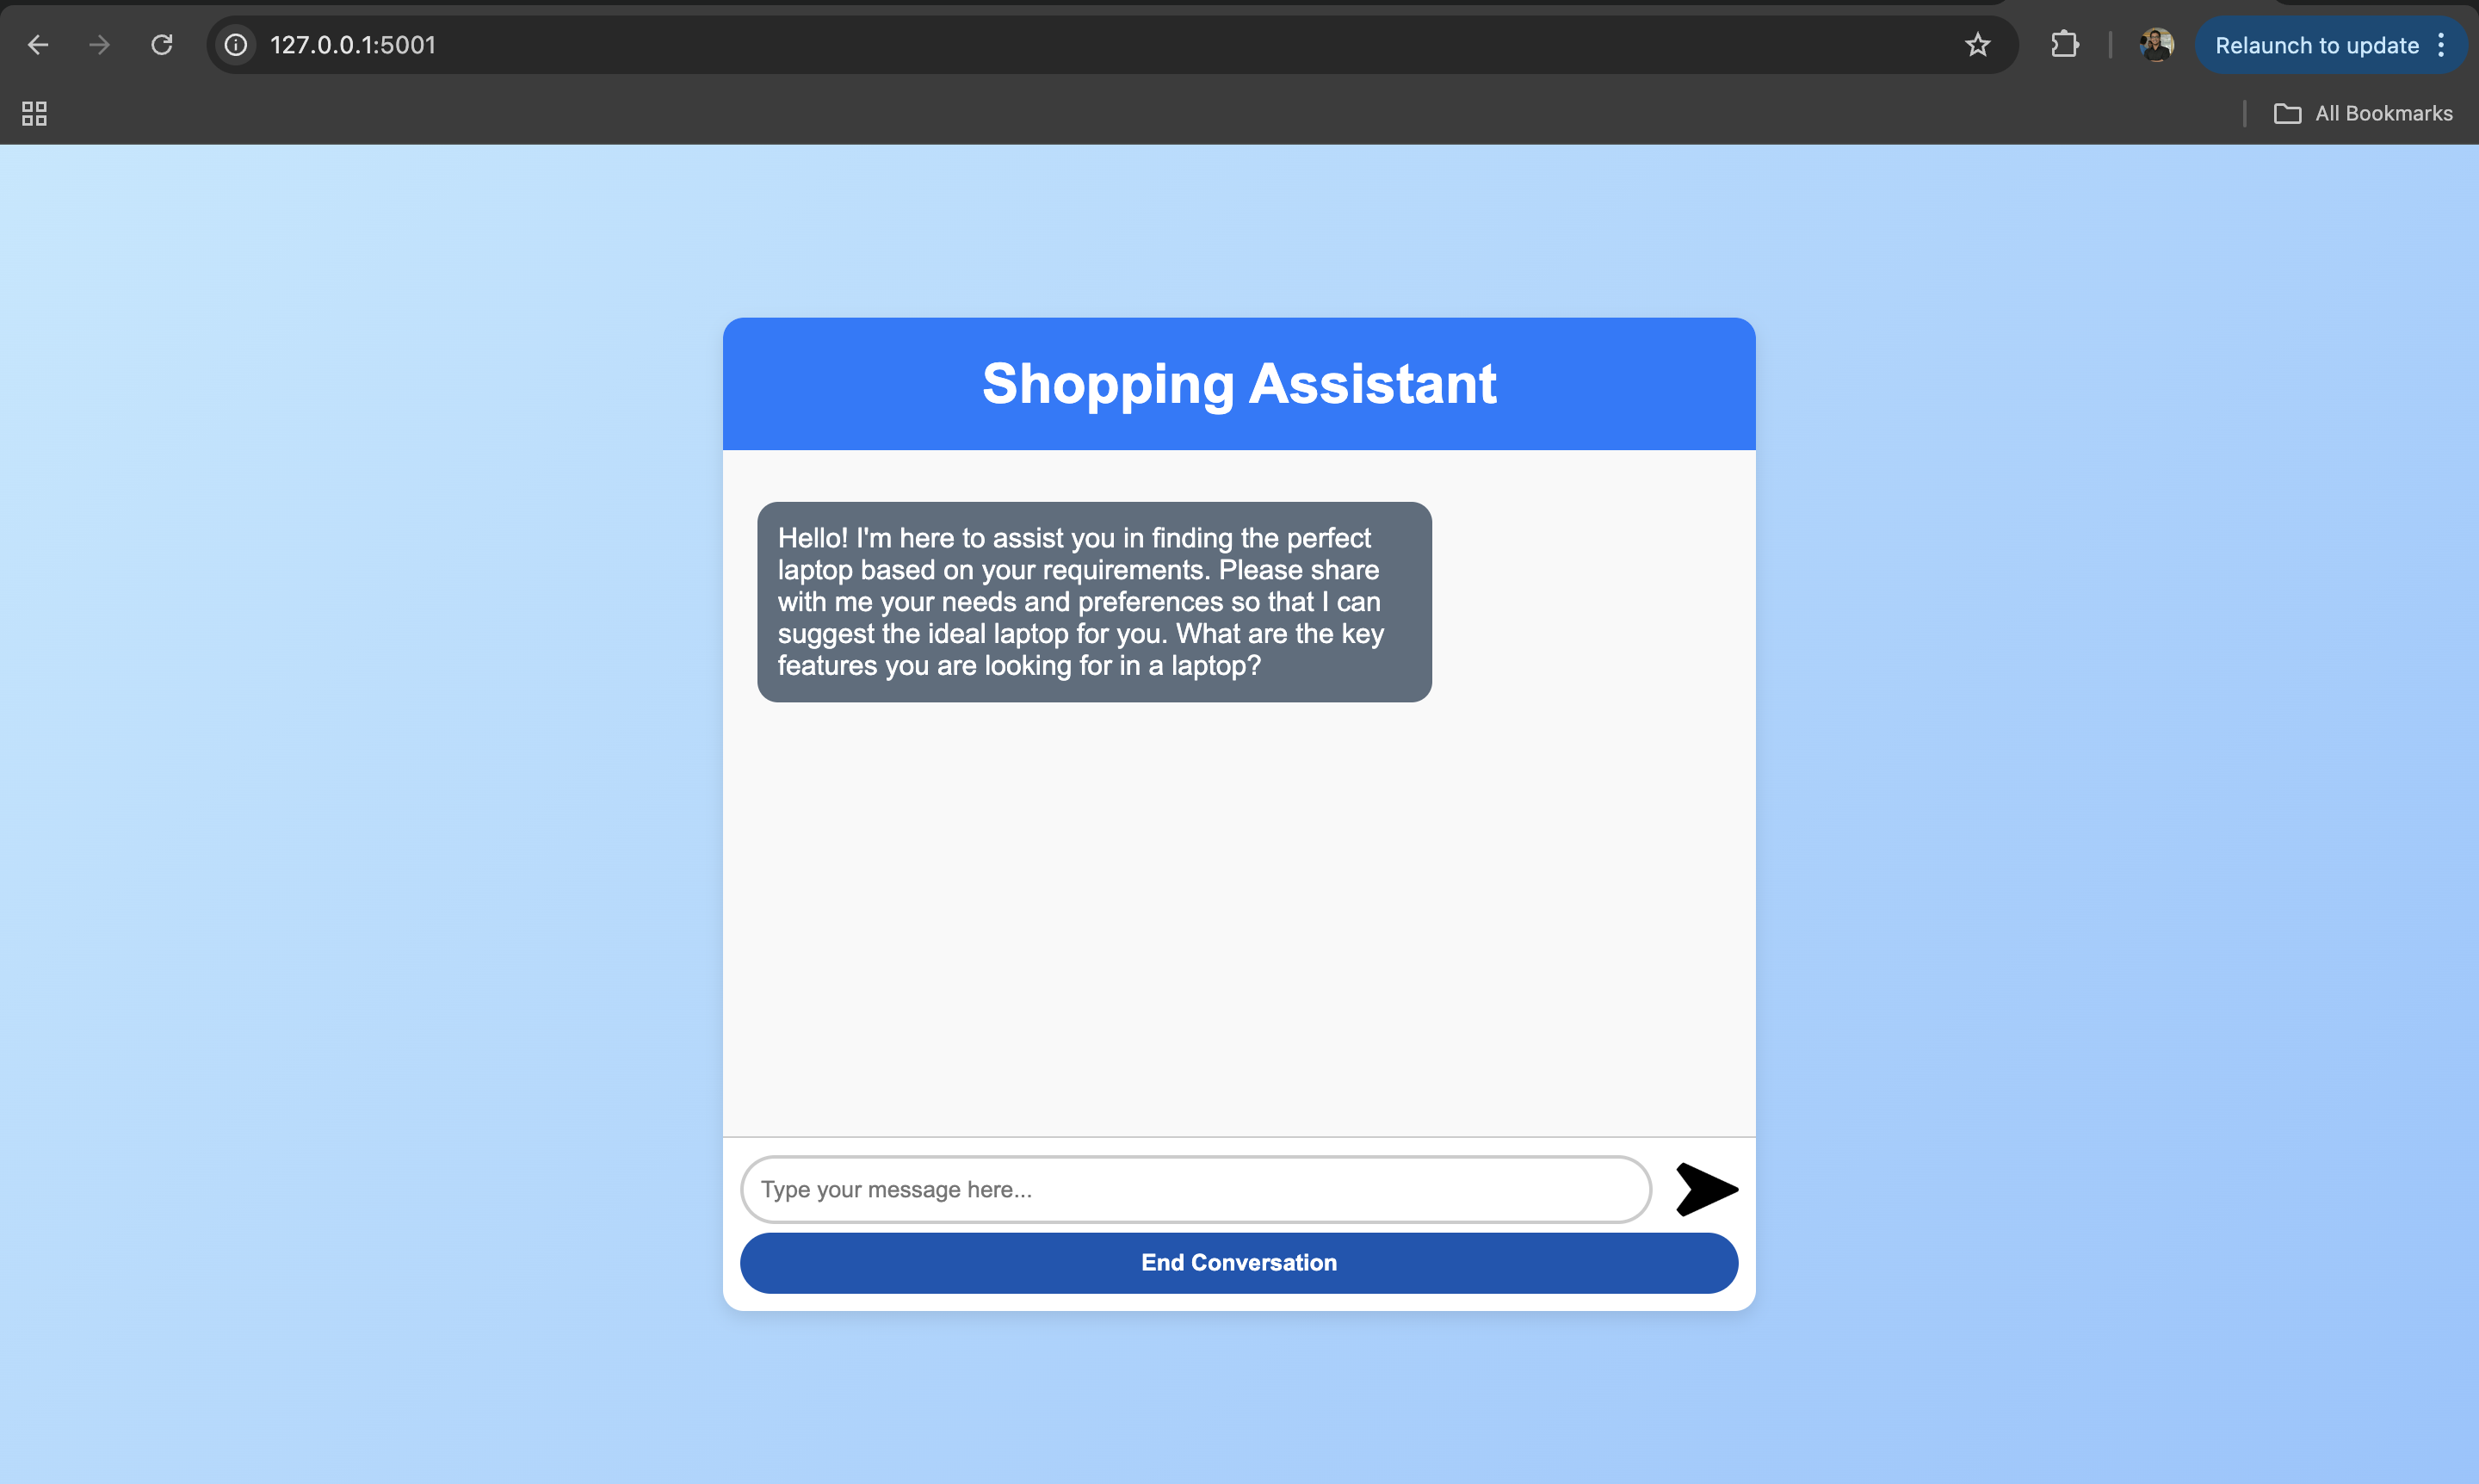 127.0.0.1:5001
Relaunch to update
All Bookmarks
Shopping Assistant
Hello! I'm here to assist you in finding the perfect
laptop based on your requirements. Please share
with me your needs and preferences so that I can
suggest the ideal laptop for you. What are the key
features you are looking for in a laptop?
Type your message here...
End Conversation